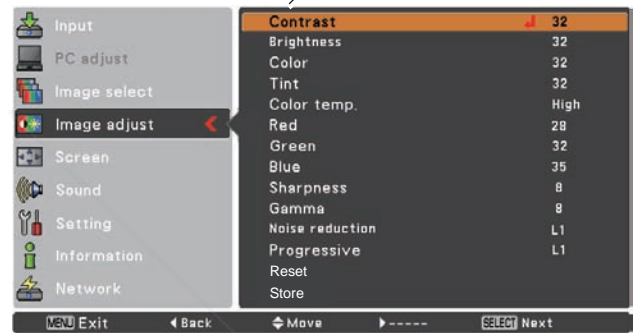 Input
PC adjust
Image select
Image adjust
Screen
Sound
Setting
Information
Network
Contrast 32
Brightness 32
Color 32
Tint 32
Color temp. High
Red 28
Green 32
Blue 35
Sharpness 8
Gamma 8
Noise reduction L1
Progressive L1
Reset
Store
MENU Exit Back Move ----- SELECT Next